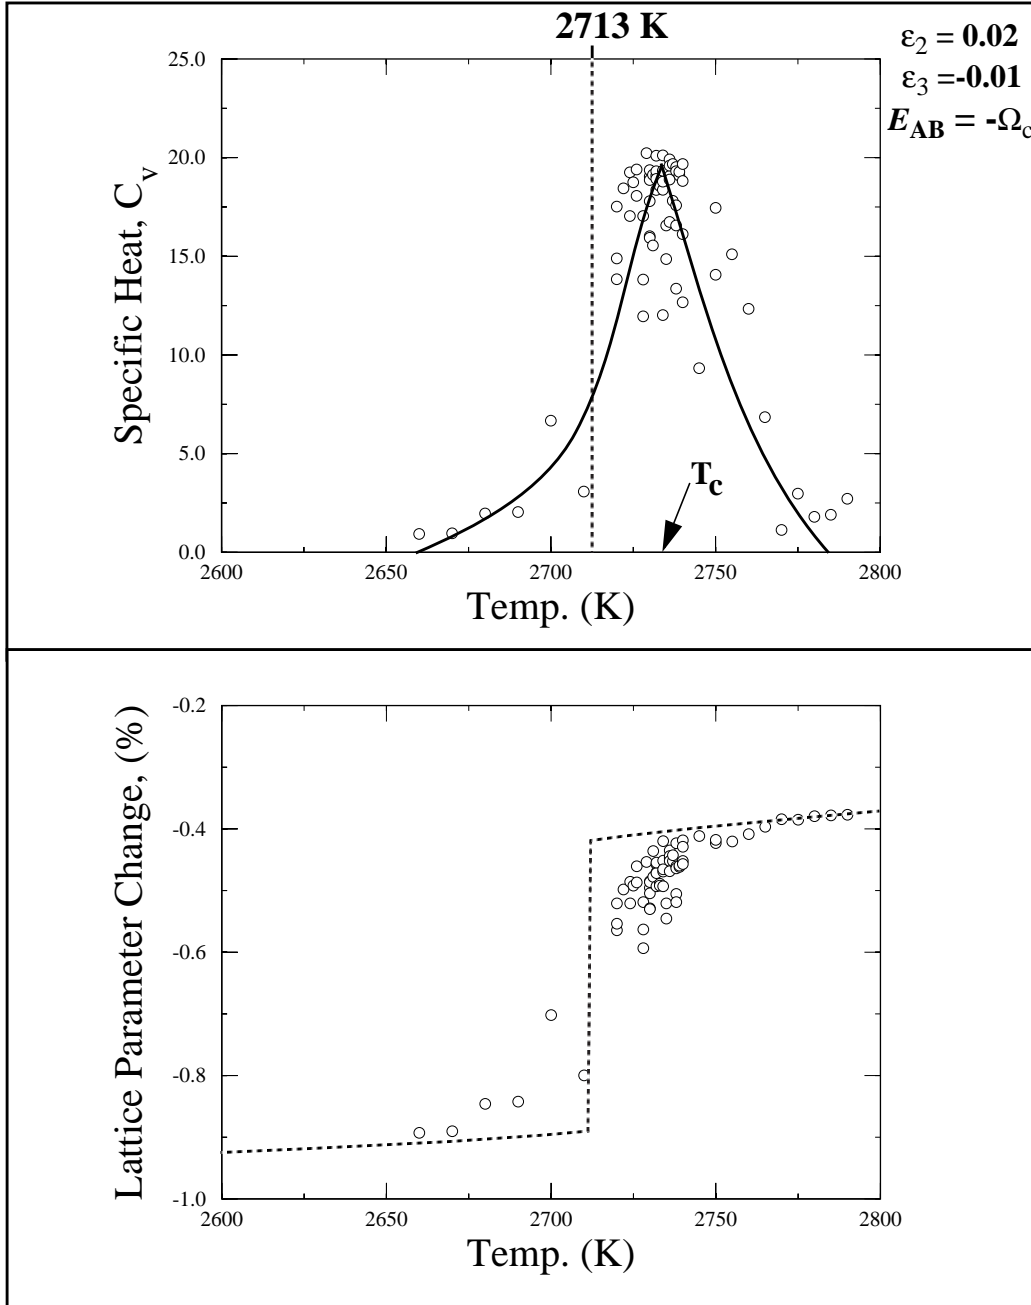 2713 K
ε2 = 0.02
ε3 =-0.01
EAB = -Ωc
25.0
20.0
15.0
10.0
5.0
0.0
Specific Heat, Cv
Tc
2600
2650
2700
2750
2800
Temp. (K)
-0.2
-0.4
-0.6
-0.8
-1.0
Lattice Parameter Change, (%)
2600
2650
2700
2750
2800
Temp. (K)